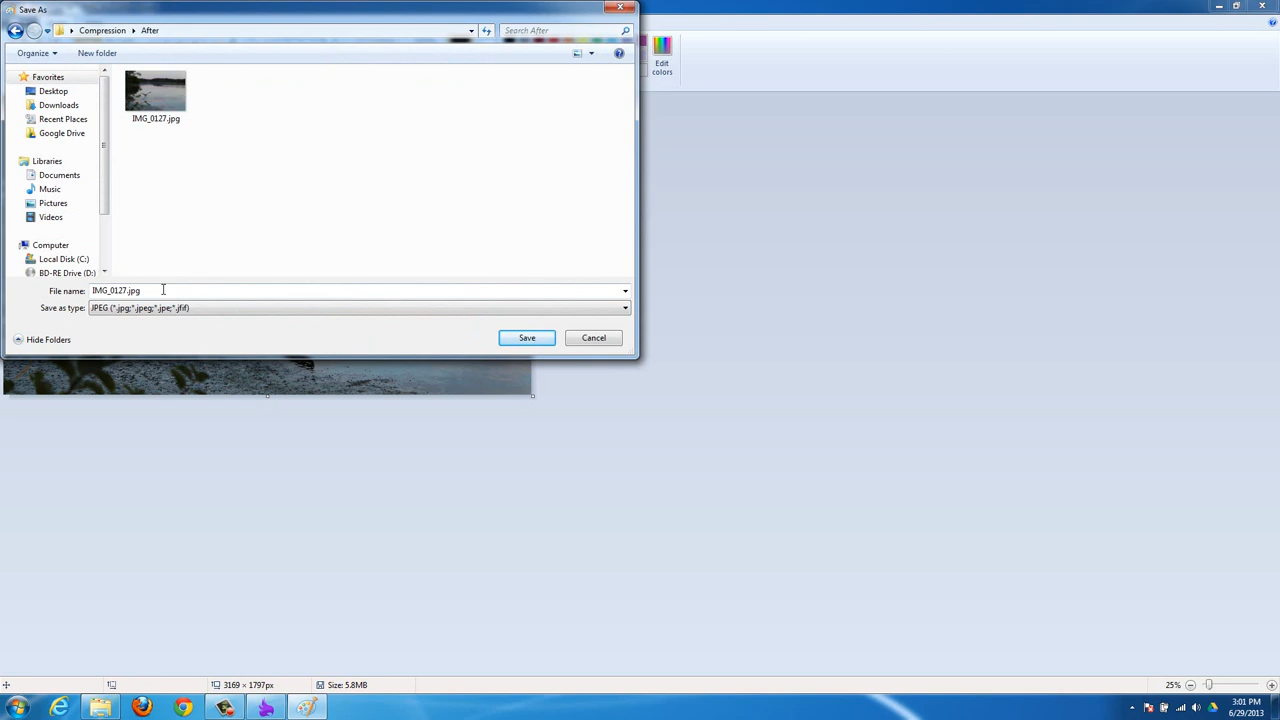 Save As
Compression After
Search After
Organize New folder
Edit
colors
Favorites
Desktop
Downloads
Recent Places
Google Drive
Libraries
Documents
Music
Pictures
Videos
Computer
Local Disk (C:)
BD-RE Drive (D:)
IMG_0127.jpg
File name: IMG_0127.jpg
Save as type: JPEG (*.jpg;*.jpeg;*.jpe;*.jfif)
Hide Folders
Save Cancel
3169 × 1797px Size: 5.8MB 25%
3:01 PM
6/29/2013